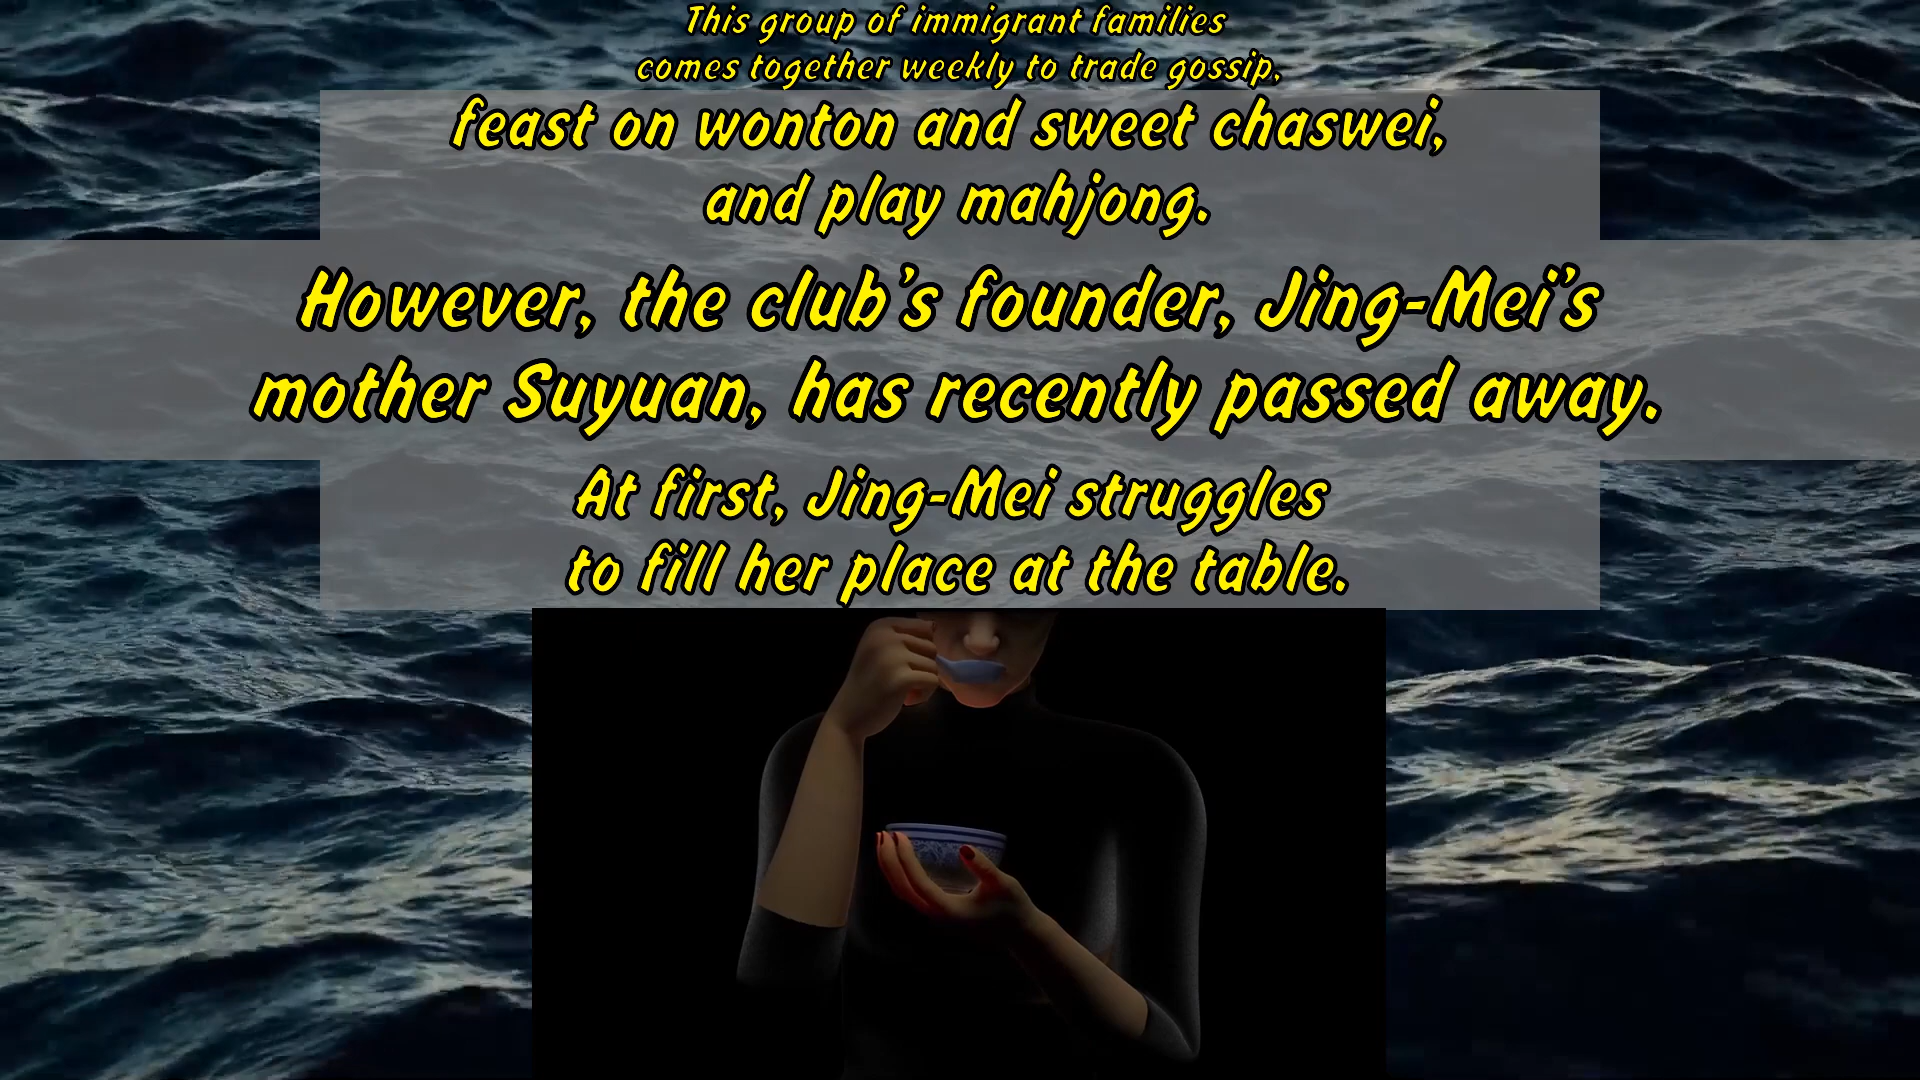 This group of immigrant families
comes together weekly to trade gossip,
feast on wonton and sweet chaswei,
and play mahjong.
However, the club’s founder, Jing-Mei’s
mother Suyuan, has recently passed away.
At first, Jing-Mei struggles
to fill her place at the table.